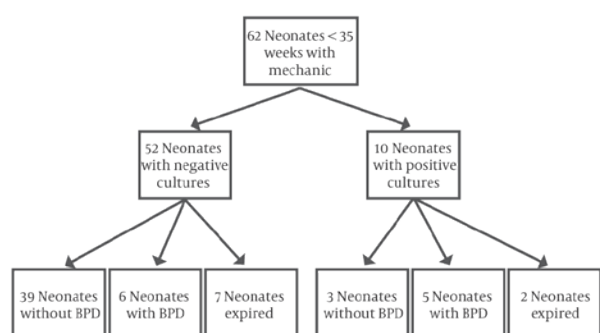 62 Neonates < 35
weeks with
mechanic
52 Neonates
with negative
cultures
10 Neonates
with positive
cultures
39 Neonates
without BPD
6 Neonates
with BPD
7 Neonates
expired
3 Neonates
without BPD
5 Neonates
with BPD
2 Neonates
expired